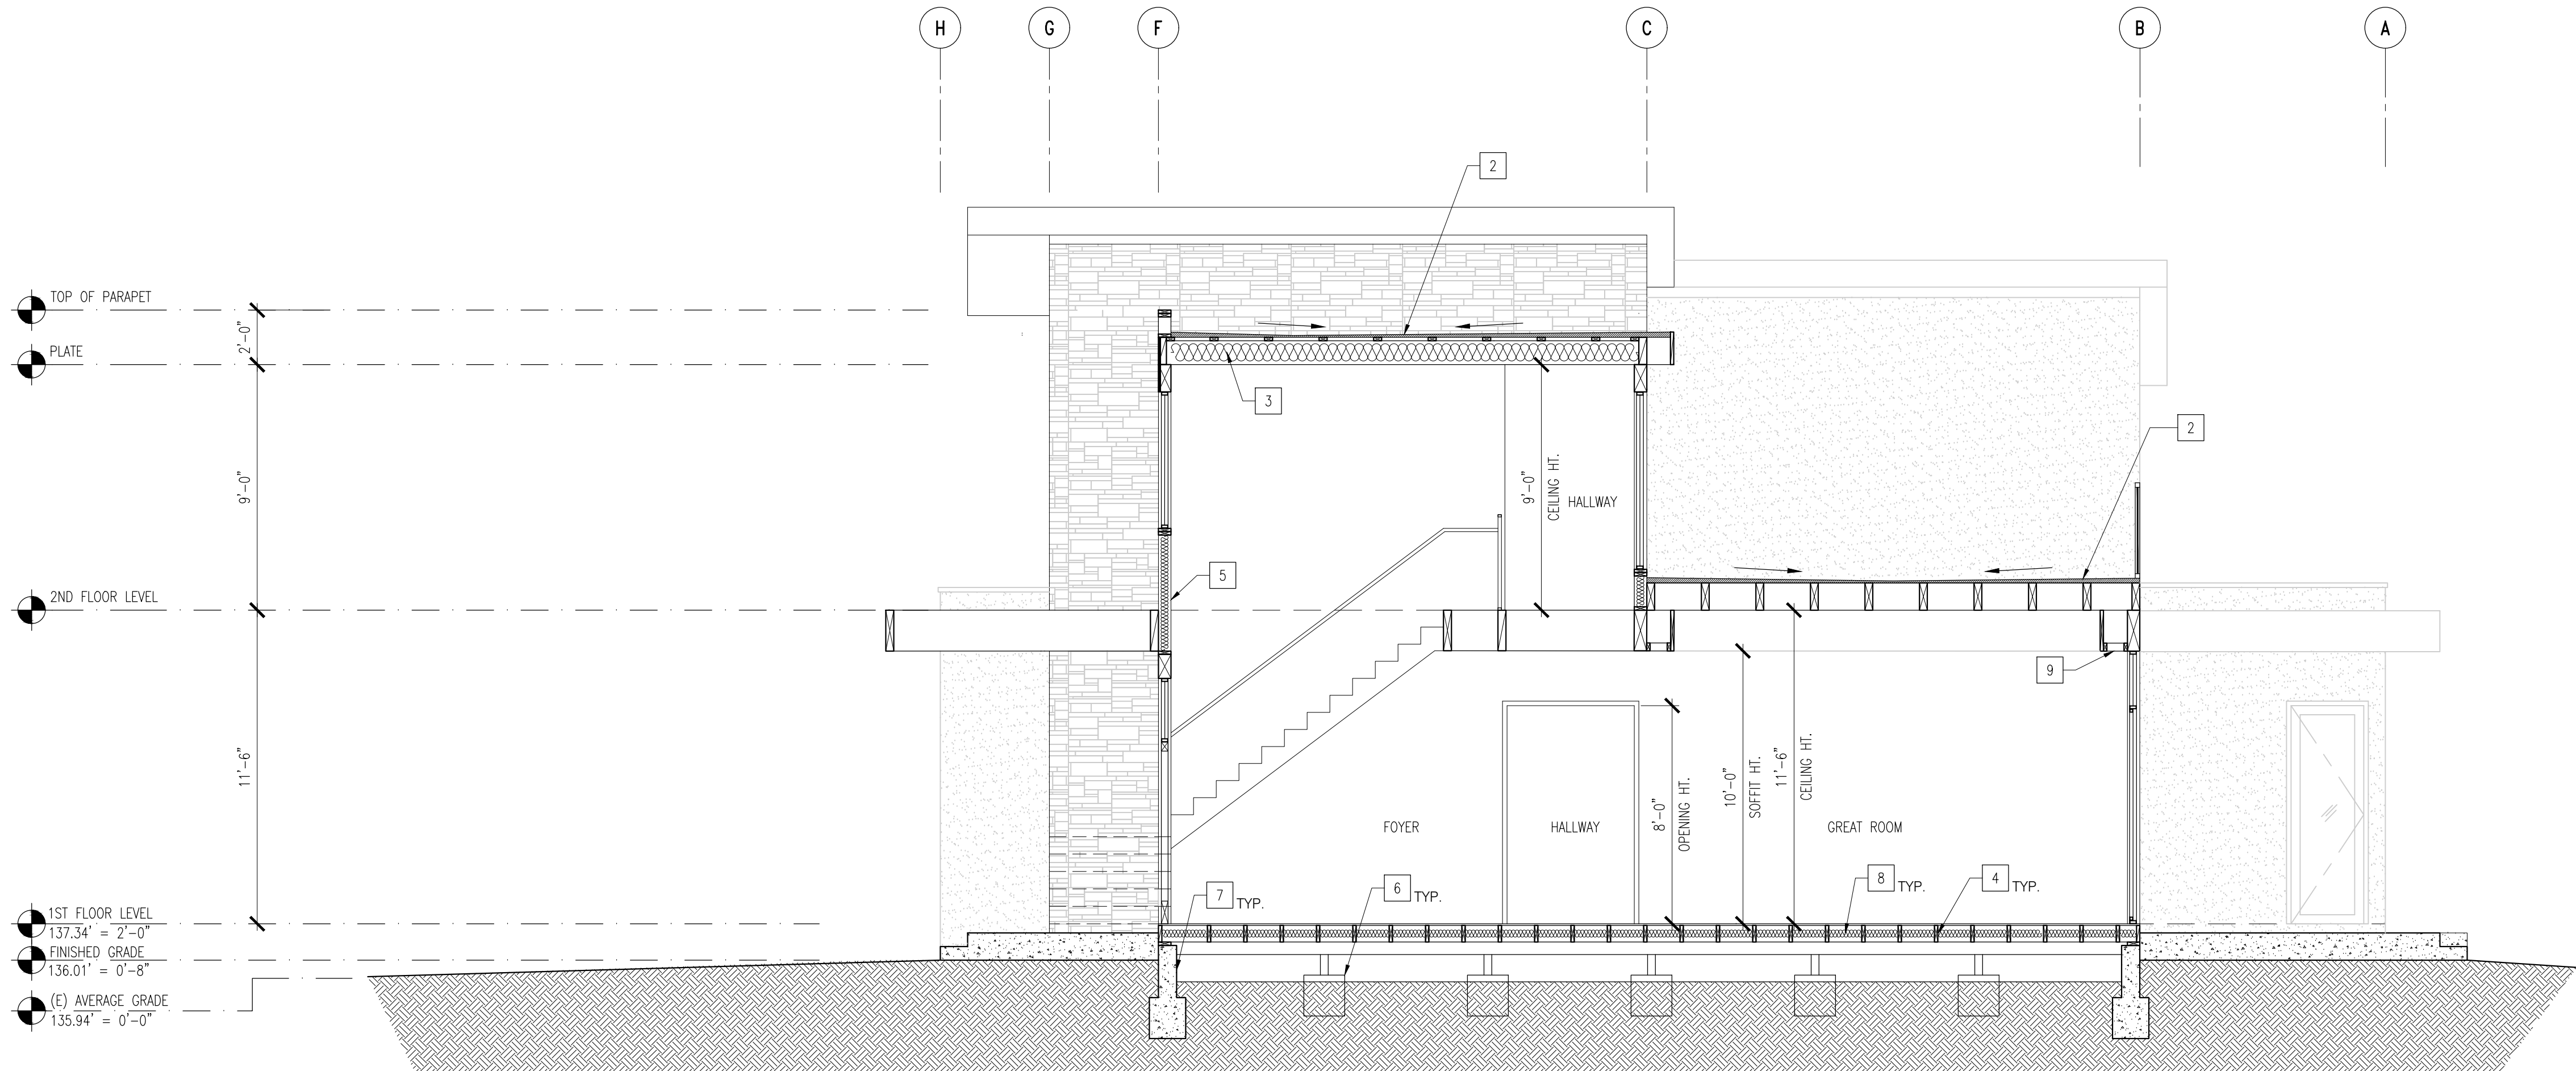 H
G
F
C
B
A
2
TOP OF PARAPET
2'-0"
PLATE
3
2
9'-0"
9'-0"
CEILING HT.
HALLWAY
5
2ND FLOOR LEVEL
9
11'-6"
10'-0"
SOFFIT HT.
11'-6"
CEILING HT.
8'-0"
OPENING HT.
FOYER
HALLWAY
GREAT ROOM
7 TYP.
6 TYP.
8 TYP.
4 TYP.
1ST FLOOR LEVEL
137.34' = 2'-0"
FINISHED GRADE
136.01' = 0'-8"
(E) AVERAGE GRADE
135.94' = 0'-0"